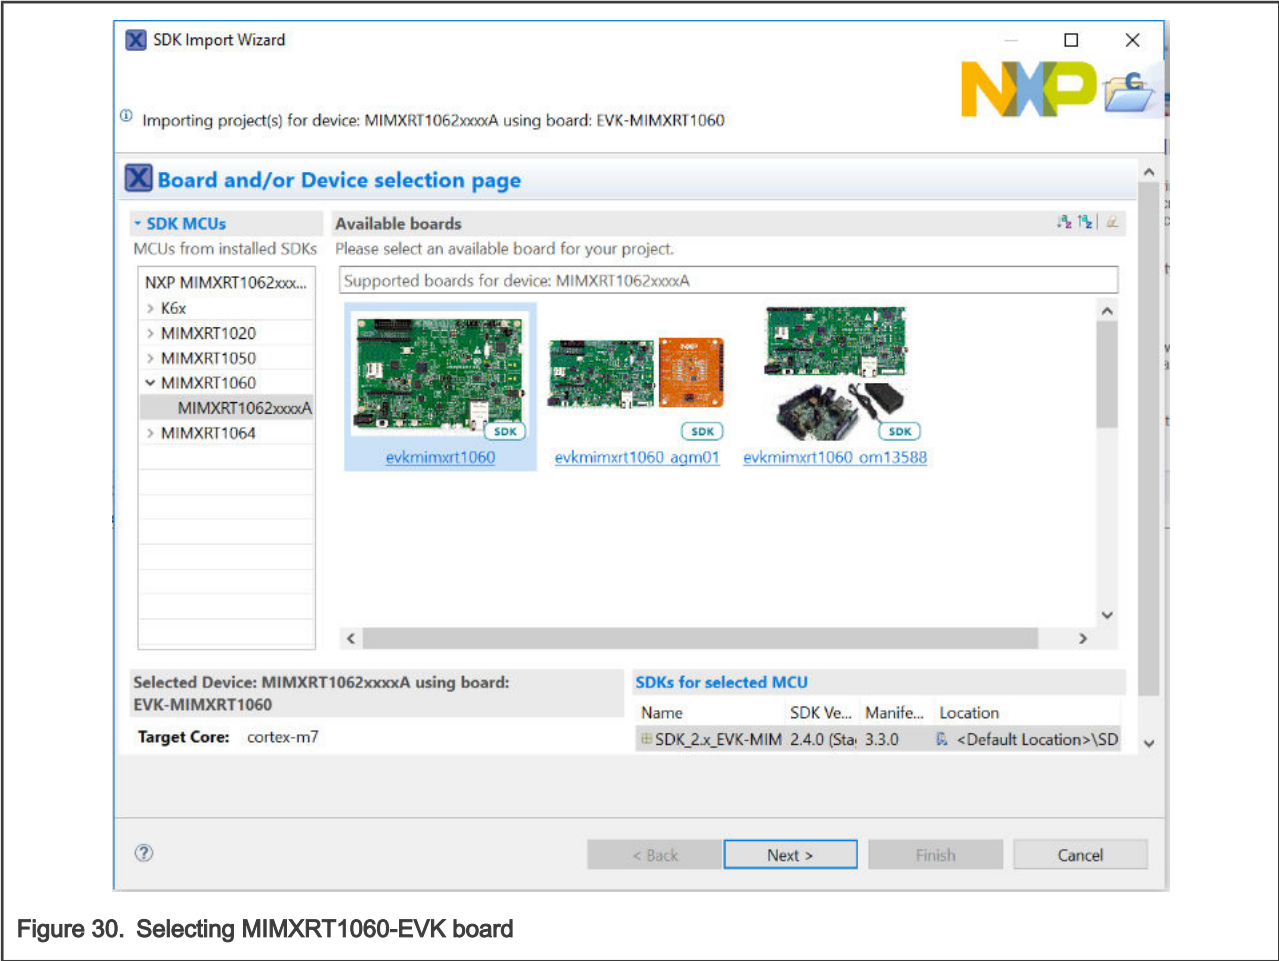 SDK Import Wizard
NXP
C
Importing project(s) for device: MIMXRT1062xxxxA using board: EVK-MIMXRT1060
Board and/or Device selection page
SDK MCUs
MCUs from installed SDKs
NXP MIMXRT1062xxx...
K6x
MIMXRT1020
MIMXRT1050
MIMXRT1060
MIMXRT1062xxxxA
MIMXRT1064
Available boards
Please select an available board for your project.
Supported boards for device: MIMXRT1062xxxxA
SDK
evkmimxrt1060
NXP
SDK
evkmimxrt1060_agm01
SDK
evkmimxrt1060_om13588
Selected Device: MIMXRT1062xxxxA using board:
EVK-MIMXRT1060
Target Core: cortex-m7
SDKs for selected MCU
Name SDK Ve... Manife... Location
SDK_2.x_EVK-MIM 2.4.0 (Sta 3.3.0 <Default Location>\SD
< Back Next > Finish Cancel
Figure 30. Selecting MIMXRT1060-EVK board